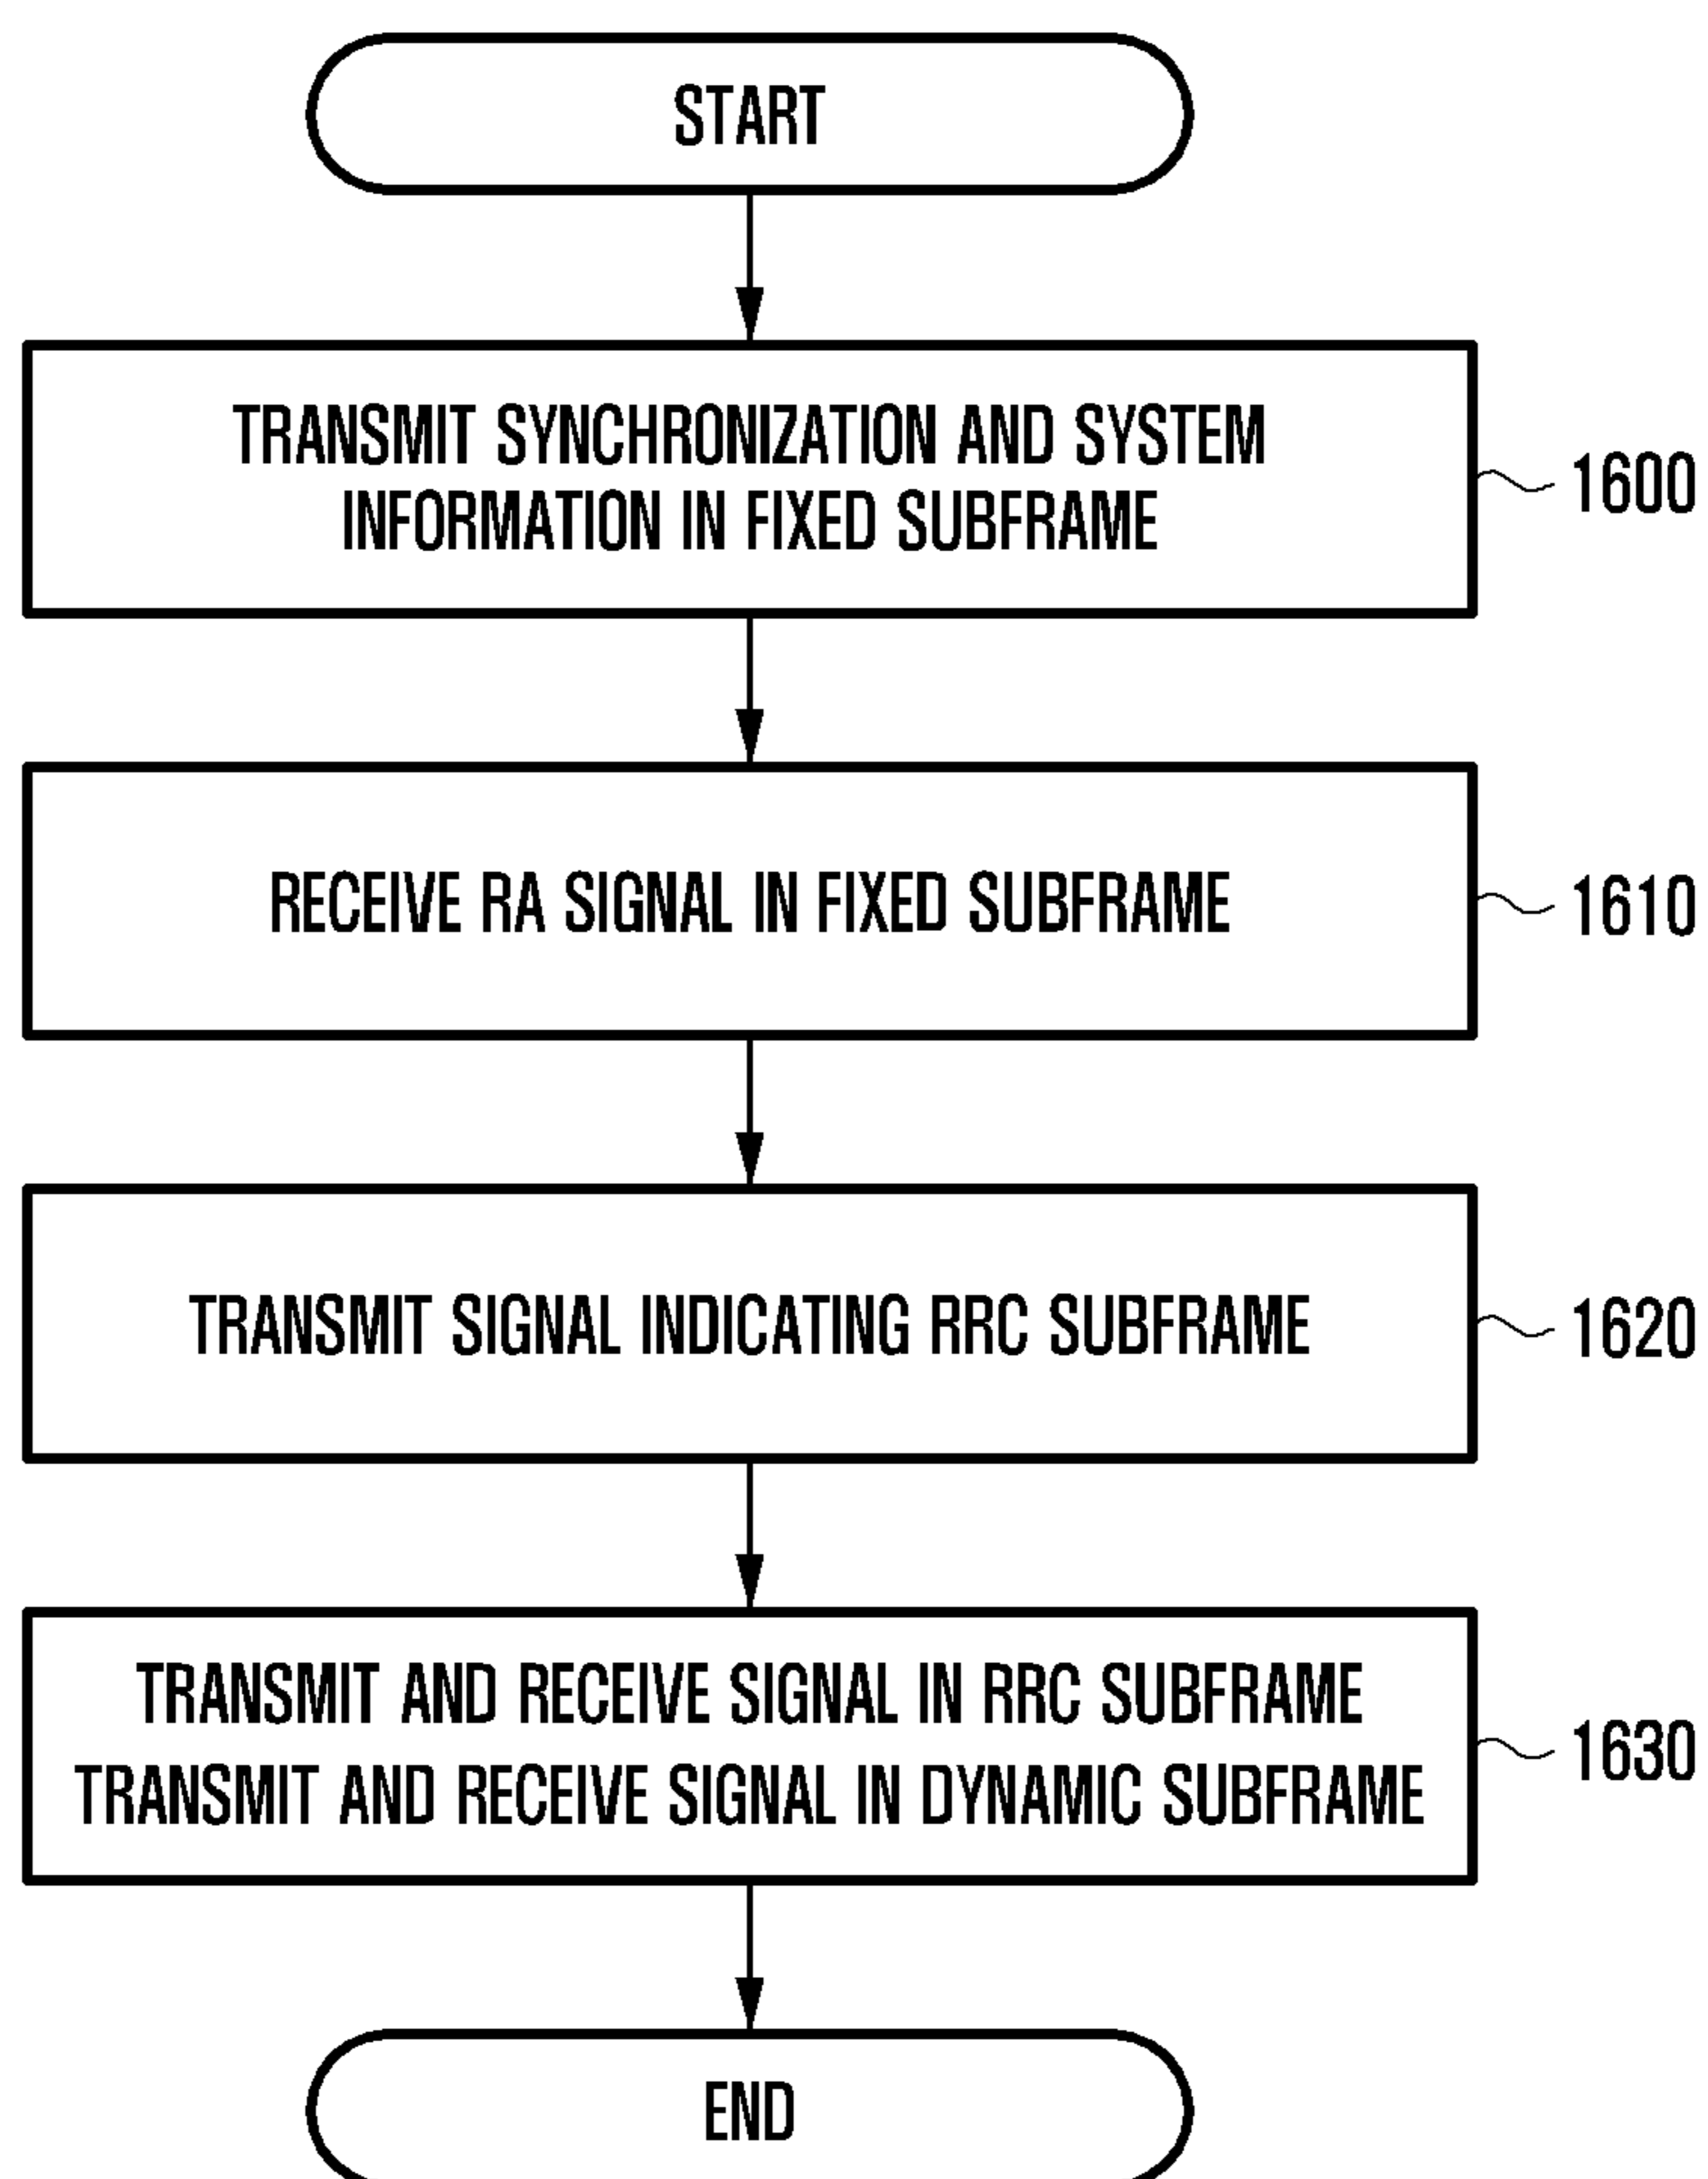 START
TRANSMIT SYNCHRONIZATION AND SYSTEM
INFORMATION IN FIXED SUBFRAME
1600
RECEIVE RA SIGNAL IN FIXED SUBFRAME
1610
TRANSMIT SIGNAL INDICATING RRC SUBFRAME
1620
TRANSMIT AND RECEIVE SIGNAL IN RRC SUBFRAME
TRANSMIT AND RECEIVE SIGNAL IN DYNAMIC SUBFRAME
1630
END